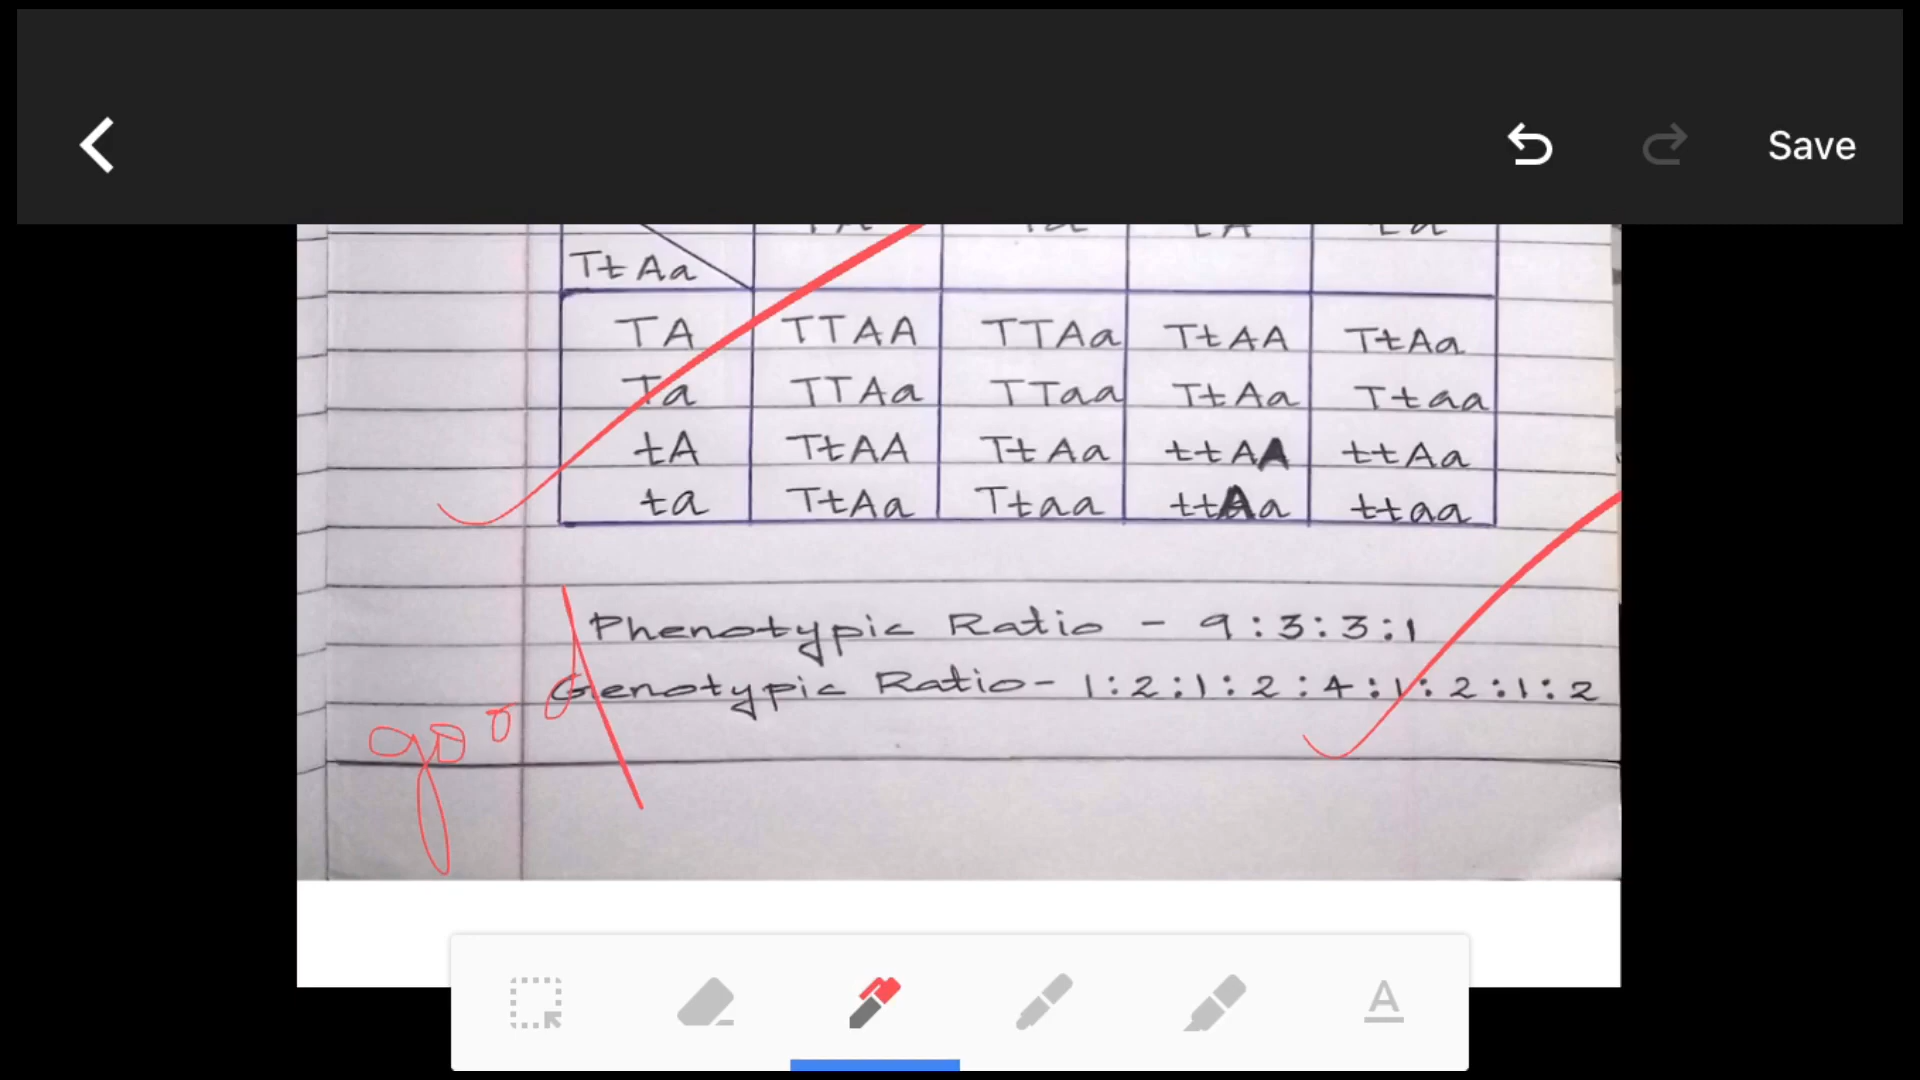 Save
TtAa
TA TTAA TTAa TtAA TtAa
Ta TTAa TTaa TtAa Ttaa
tA TtAA TtAa ttAA ttAa
ta TtAa Ttaa ttAa ttaa
Phenotypic Ratio - 9:3:3:1
Genotypic Ratio- 1:2:1:2:4:1:2:1:2
good
A